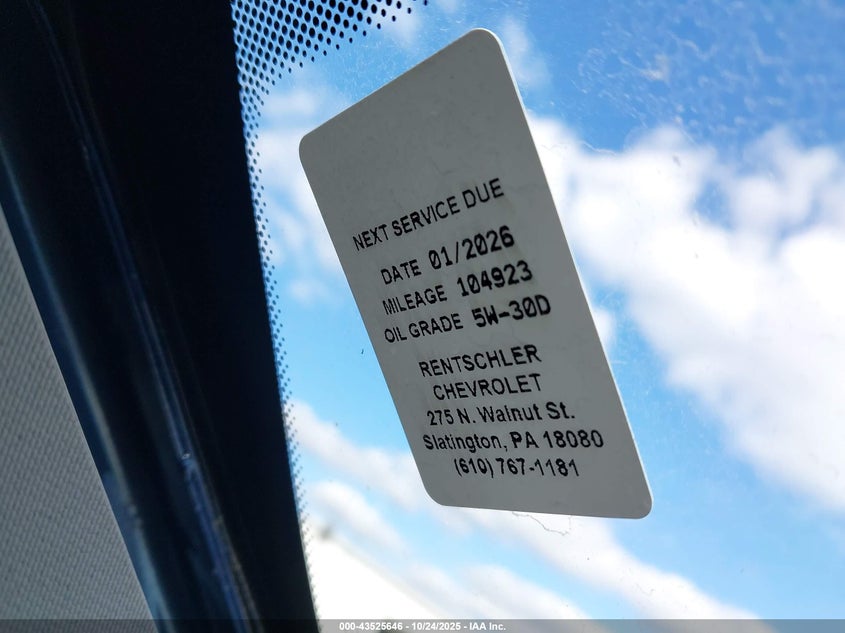 NEXT SERVICE DUE
DATE 01/2026
MILEAGE 104923
OIL GRADE 5W-30D
RENTSCHLER
CHEVROLET
275 N. Walnut St.
Slatington, PA 18080
(610) 767-1181
000-43525646 - 10/24/2025 - IAA Inc.